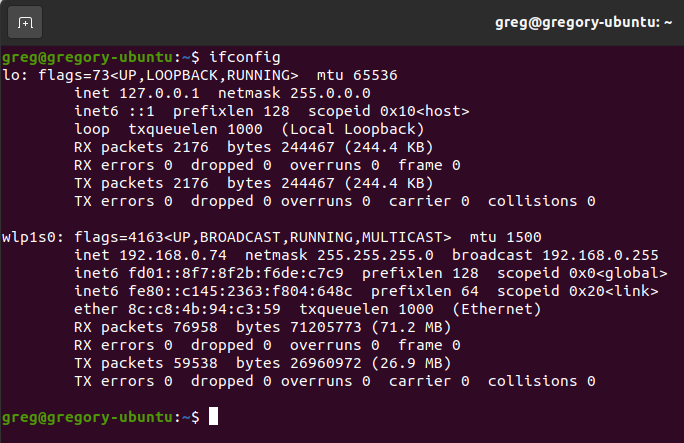 greg@gregory-ubuntu: ~
greg@gregory-ubuntu:~$ ifconfig
lo: flags=73<UP,LOOPBACK,RUNNING>  mtu 65536
        inet 127.0.0.1  netmask 255.0.0.0
        inet6 ::1  prefixlen 128  scopeid 0x10<host>
        loop  txqueuelen 1000  (Local Loopback)
        RX packets 2176  bytes 244467 (244.4 KB)
        RX errors 0  dropped 0  overruns 0  frame 0
        TX packets 2176  bytes 244467 (244.4 KB)
        TX errors 0  dropped 0 overruns 0  carrier 0  collisions 0

wlp1s0: flags=4163<UP,BROADCAST,RUNNING,MULTICAST>  mtu 1500
        inet 192.168.0.74  netmask 255.255.255.0  broadcast 192.168.0.255
        inet6 fd01::8f7:8f2b:f6de:c7c9  prefixlen 128  scopeid 0x0<global>
        inet6 fe80::c145:2363:f804:648c  prefixlen 64  scopeid 0x20<link>
        ether 8c:c8:4b:94:c3:59  txqueuelen 1000  (Ethernet)
        RX packets 76958  bytes 71205773 (71.2 MB)
        RX errors 0  dropped 0  overruns 0  frame 0
        TX packets 59538  bytes 26960972 (26.9 MB)
        TX errors 0  dropped 0 overruns 0  carrier 0  collisions 0

greg@gregory-ubuntu:~$